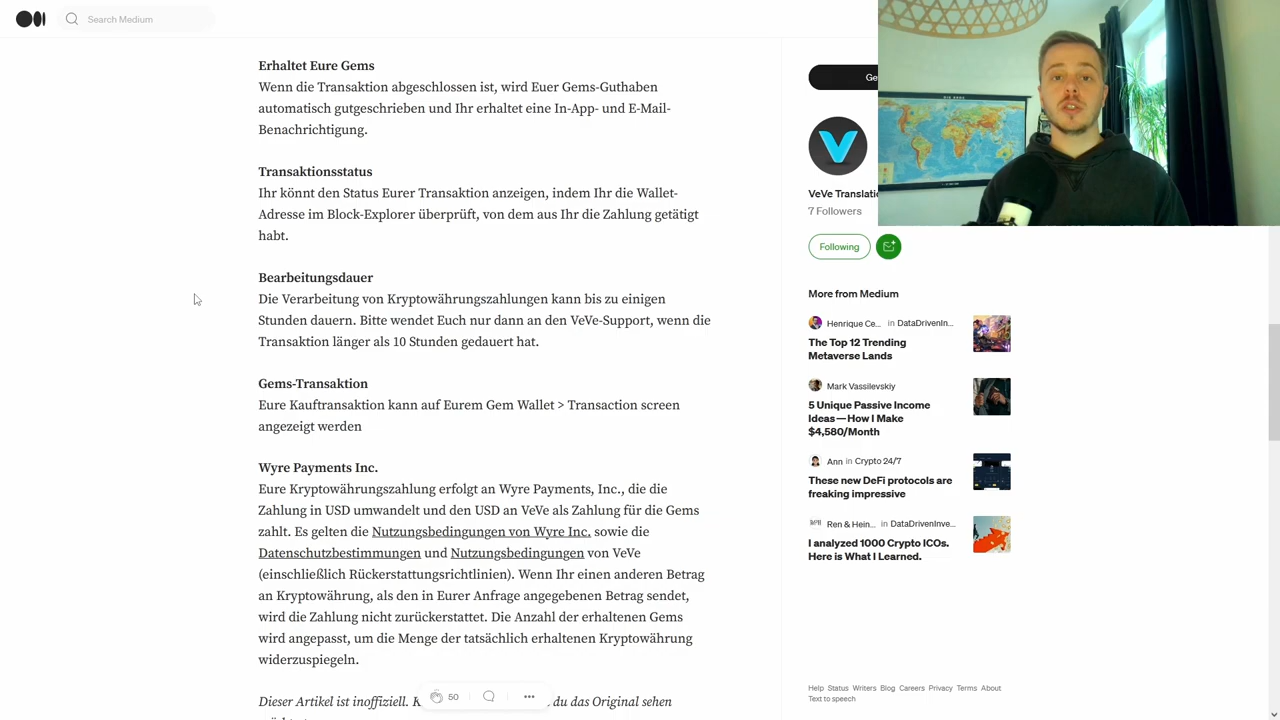 Search Medium
Erhaltet Eure Gems
Wenn die Transaktion abgeschlossen ist, wird Euer Gems-Guthaben
automatisch gutgeschrieben und Ihr erhaltet eine In-App- und E-Mail-
Benachrichtigung.
Transaktionsstatus
Ihr könnt den Status Eurer Transaktion anzeigen, indem Ihr die Wallet-
Adresse im Block-Explorer überprüft, von dem aus Ihr die Zahlung getätigt
habt.
Bearbeitungsdauer
Die Verarbeitung von Kryptowährungszahlungen kann bis zu einigen
Stunden dauern. Bitte wendet Euch nur dann an den VeVe-Support, wenn die
Transaktion länger als 10 Stunden gedauert hat.
Gems-Transaktion
Eure Kauftransaktion kann auf Eurem Gem Wallet > Transaction screen
angezeigt werden
Wyre Payments Inc.
Eure Kryptowährungszahlung erfolgt an Wyre Payments, Inc., die die
Zahlung in USD umwandelt und den USD an VeVe als Zahlung für die Gems
zahlt. Es gelten die Nutzungsbedingungen von Wyre Inc. sowie die
Datenschutzbestimmungen und Nutzungsbedingungen von VeVe
(einschließlich Rückerstattungsrichtlinien). Wenn Ihr einen anderen Betrag
an Kryptowährung, als den in Eurer Anfrage angegebenen Betrag sendet,
wird die Zahlung nicht zurückerstattet. Die Anzahl der erhaltenen Gems
wird angepasst, um die Menge der tatsächlich erhaltenen Kryptowährung
widerzuspiegeln.
Dieser Artikel ist inoffiziell. du das Original sehen
50
VeVe
7 Followers
Following
More from Medium
Henrique Ce... in DataDrivenIn...
The Top 12 Trending
Metaverse Lands
Mark Vassilevskiy
5 Unique Passive Income
Ideas — How I Make
$4,580/Month
Ann in Crypto 24/7
These new DeFi protocols are
freaking impressive
Ren & Hein... in DataDrivenInve...
I analyzed 1000 Crypto ICOs.
Here is What I Learned.
Help Status Writers Blog Careers Privacy Terms About
Text to speech